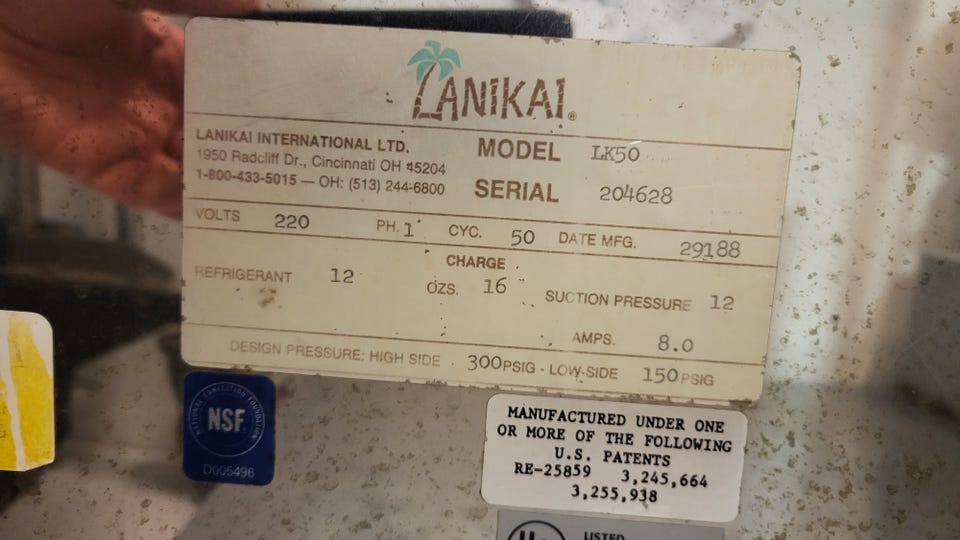 LANIKAI®
LANIKAI INTERNATIONAL LTD.
1950 Radcliff Dr., Cincinnati OH 45204
1-800-433-5015 — OH: (513) 244-6800
MODEL LK50
SERIAL 204628
VOLTS 220 PH. 1 CYC. 50 DATE MFG. 29188
CHARGE
REFRIGERANT 12 OZS. 16 SUCTION PRESSURE 12
AMPS. 8.0
DESIGN PRESSURE: HIGH SIDE 300 PSIG - LOW-SIDE 150 PSIG
NATIONAL SANITATION FOUNDATION
NSF
D005496
MANUFACTURED UNDER ONE
OR MORE OF THE FOLLOWING
U.S. PATENTS
RE-25859 3,245,664
3,255,938
LISTED